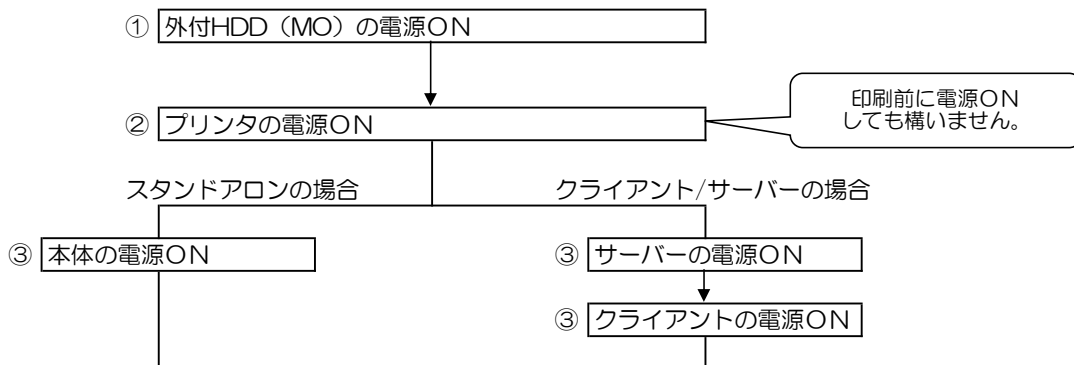 ① 外付HDD（MO）の電源ON
② プリンタの電源ON
印刷前に電源ON
しても構いません。
スタンドアロンの場合
クライアント/サーバーの場合
③ 本体の電源ON
③ サーバーの電源ON
③ クライアントの電源ON